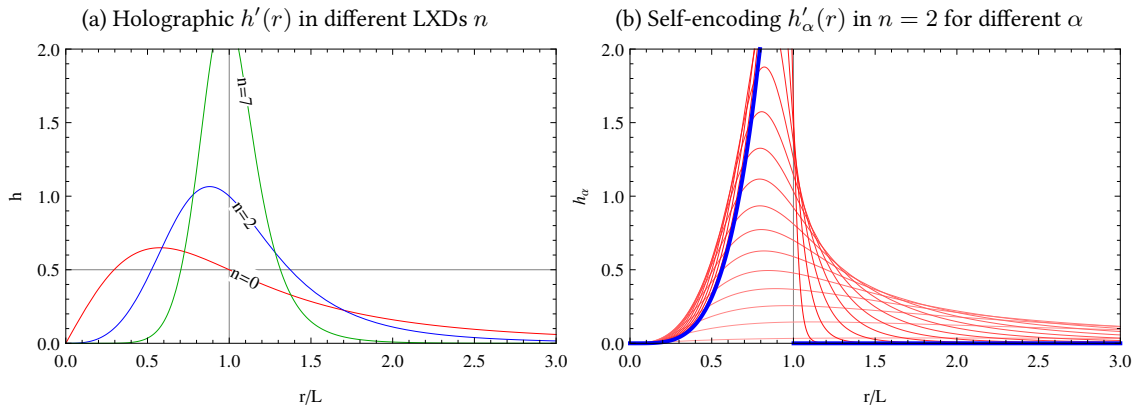 (a) Holographic h′(r) in different LXDs n
2.0
1.5
1.0
0.5
0.0
h
n=7
n=2
n=0
0.0 0.5 1.0 1.5 2.0 2.5 3.0
r/L
(b) Self-encoding h′α(r) in n = 2 for different α
2.0
1.5
1.0
0.5
0.0
hα
0.0 0.5 1.0 1.5 2.0 2.5 3.0
r/L